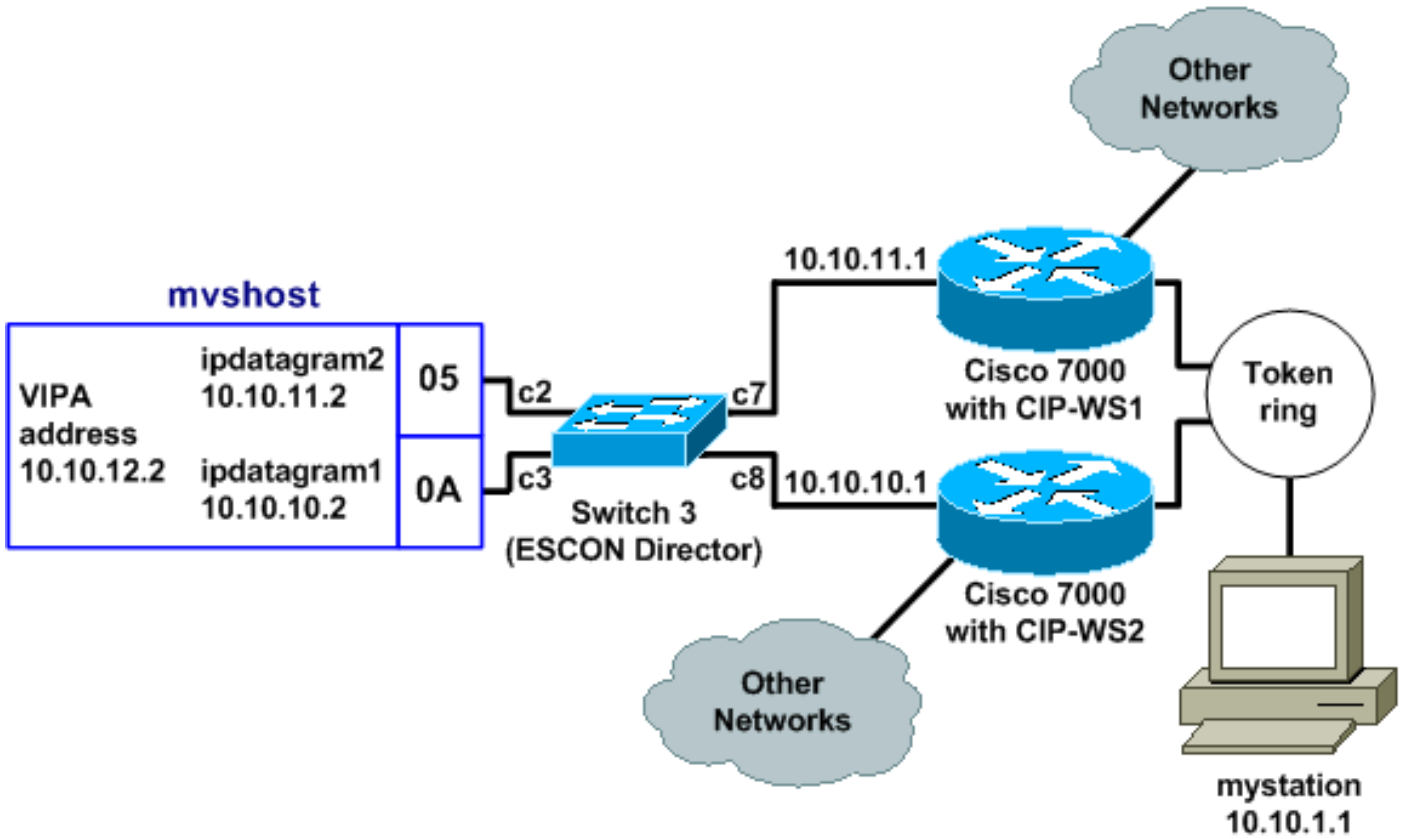 Other
Networks
10.10.11.1
mvshost
ipdatagram2
10.10.11.2
05
c2
c7
VIPA
address
10.10.12.2
ipdatagram1
10.10.10.2
0A
c3
c8
10.10.10.1
Switch 3
(ESCON Director)
Cisco 7000
with CIP-WS1
Token
ring
Cisco 7000
with CIP-WS2
Other
Networks
mystation
10.10.1.1